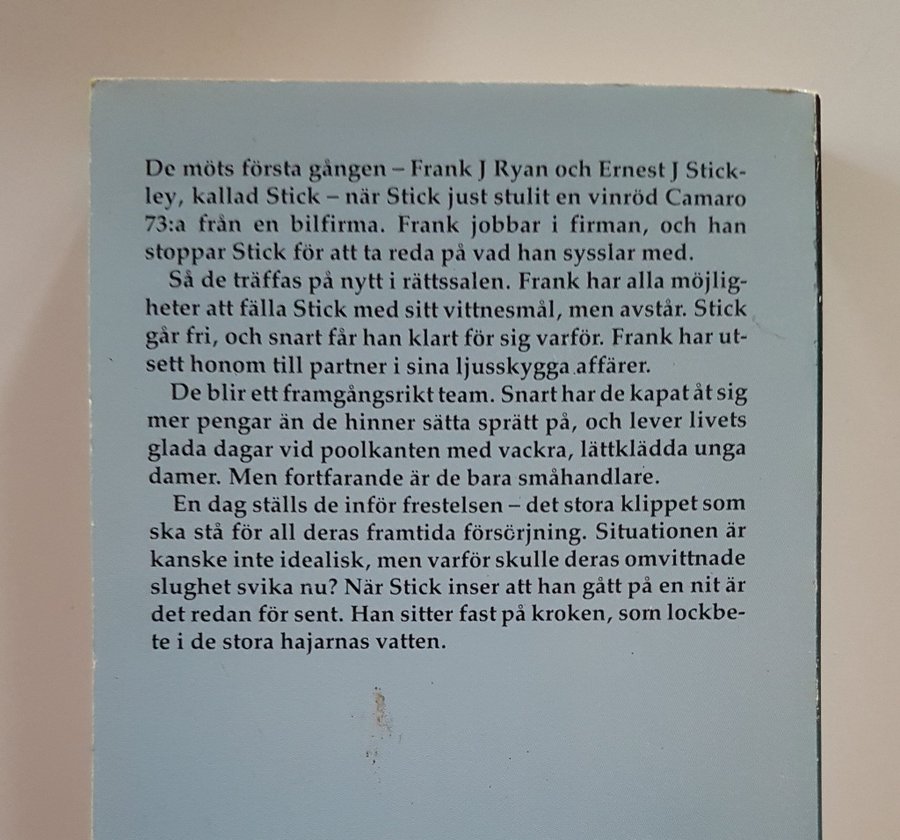 De möts första gången – Frank J Ryan och Ernest J Stick-
ley, kallad Stick – när Stick just stulit en vinröd Camaro
73:a från en bilfirma. Frank jobbar i firman, och han
stoppar Stick för att ta reda på vad han sysslar med.
Så de träffas på nytt i rättssalen. Frank har alla möjlig-
heter att fälla Stick med sitt vittnesmål, men avstår. Stick
går fri, och snart får han klart för sig varför. Frank har ut-
sett honom till partner i sina ljusskygga affärer.
De blir ett framgångsrikt team. Snart har de kapat åt sig
mer pengar än de hinner sätta sprätt på, och lever livets
glada dagar vid poolkanten med vackra, lättklädda unga
damer. Men fortfarande är de bara småhandlare.
En dag ställs de inför frestelsen – det stora klippet som
ska stå för all deras framtida försörjning. Situationen är
kanske inte idealisk, men varför skulle deras omvittnade
slughet svika nu? När Stick inser att han gått på en nit är
det redan för sent. Han sitter fast på kroken, som lockbe-
te i de stora hajarnas vatten.